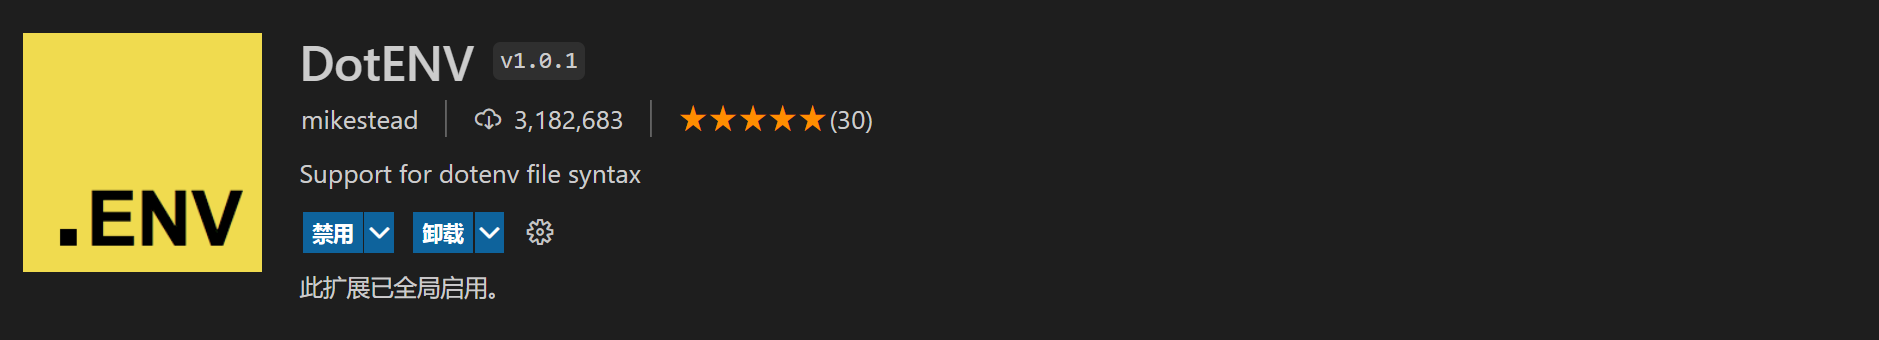 .ENV
DotENV v1.0.1
mikestead 3,182,683 ★★★★★(30)
Support for dotenv file syntax
禁用 卸载
此扩展已全局启用。